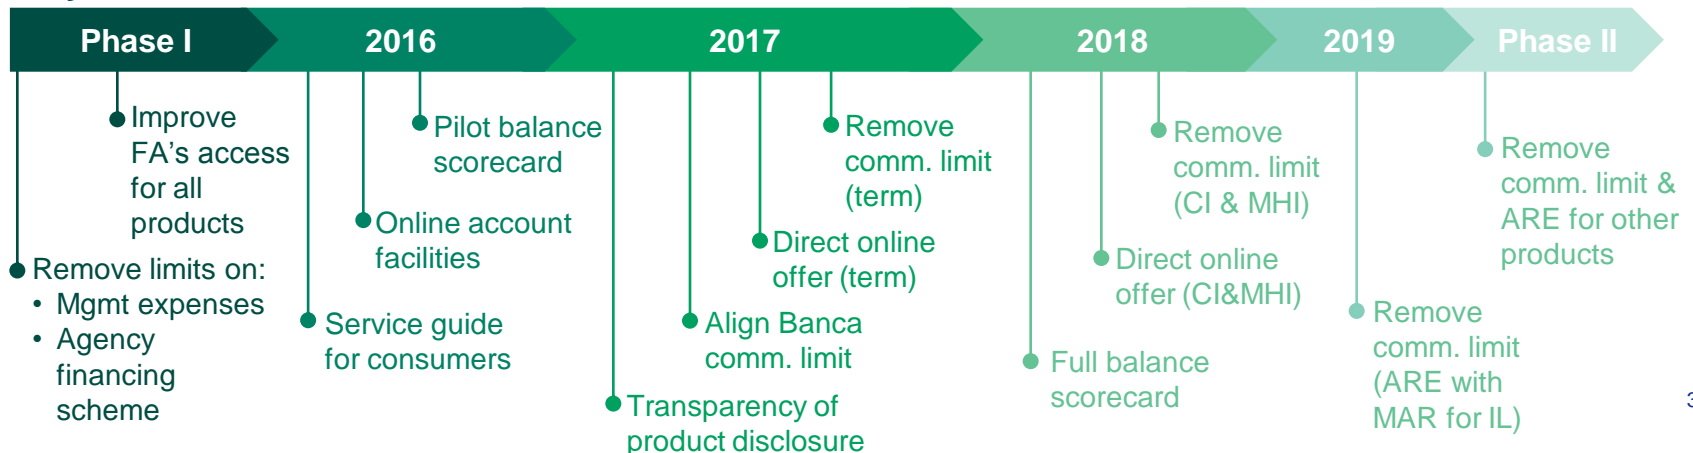 Phase I
2016
2017
2018
2019
Phase II
Improve
FA's access
for all
products
Remove limits on:
• Mgmt expenses
• Agency
financing
scheme
Pilot balance
scorecard
Online account
facilities
Service guide
for consumers
Remove
comm. limit
(term)
Direct online
offer (term)
Align Banca
comm. limit
Transparency of
product disclosure
Remove
comm. limit
(CI & MHI)
Direct online
offer (CI&MHI)
Full balance
scorecard
Remove
comm. limit
(ARE with
MAR for IL)
Remove
comm. limit &
ARE for other
products
3